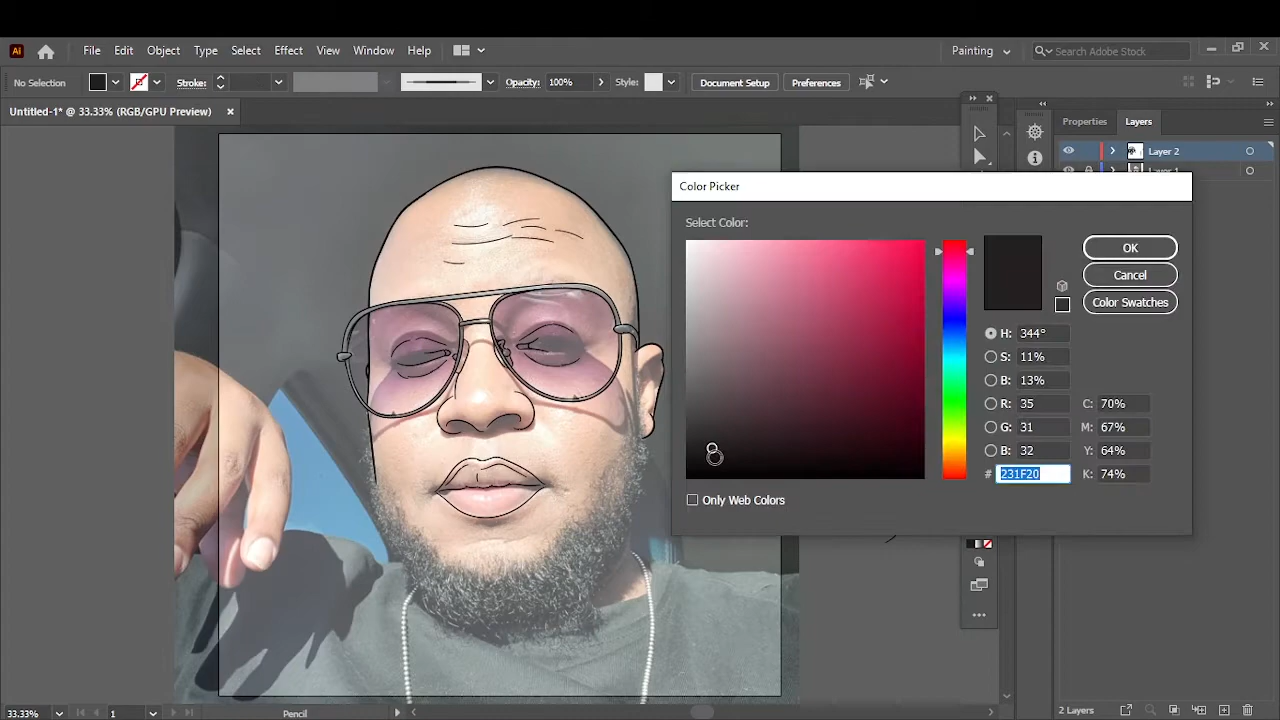 Ai File Edit Object Type Select Effect View Window Help Painting Search Adobe Stock
No Selection Stroke: Opacity: 100% Style: Document Setup Preferences
Untitled-1* @ 33.33% (RGB/GPU Preview)
Properties Layers
Layer 2
Layer 1
Color Picker
Select Color:
OK
Cancel
Color Swatches
H: 344°
S: 11%
B: 13%
R: 35 C: 70%
G: 31 M: 67%
B: 32 Y: 64%
# 231F20 K: 74%
Only Web Colors
33.33% 1 Pencil 2 Layers